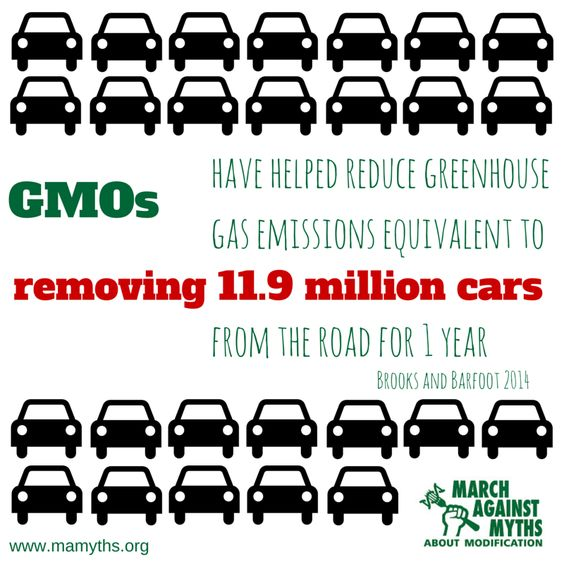 GMOs
HAVE HELPED REDUCE GREENHOUSE
GAS EMISSIONS EQUIVALENT TO
removing 11.9 million cars
FROM THE ROAD FOR 1 YEAR
BROOKS AND BARFOOT 2014
MARCH
AGAINST
MYTHS
ABOUT MODIFICATION
www.mamyths.org